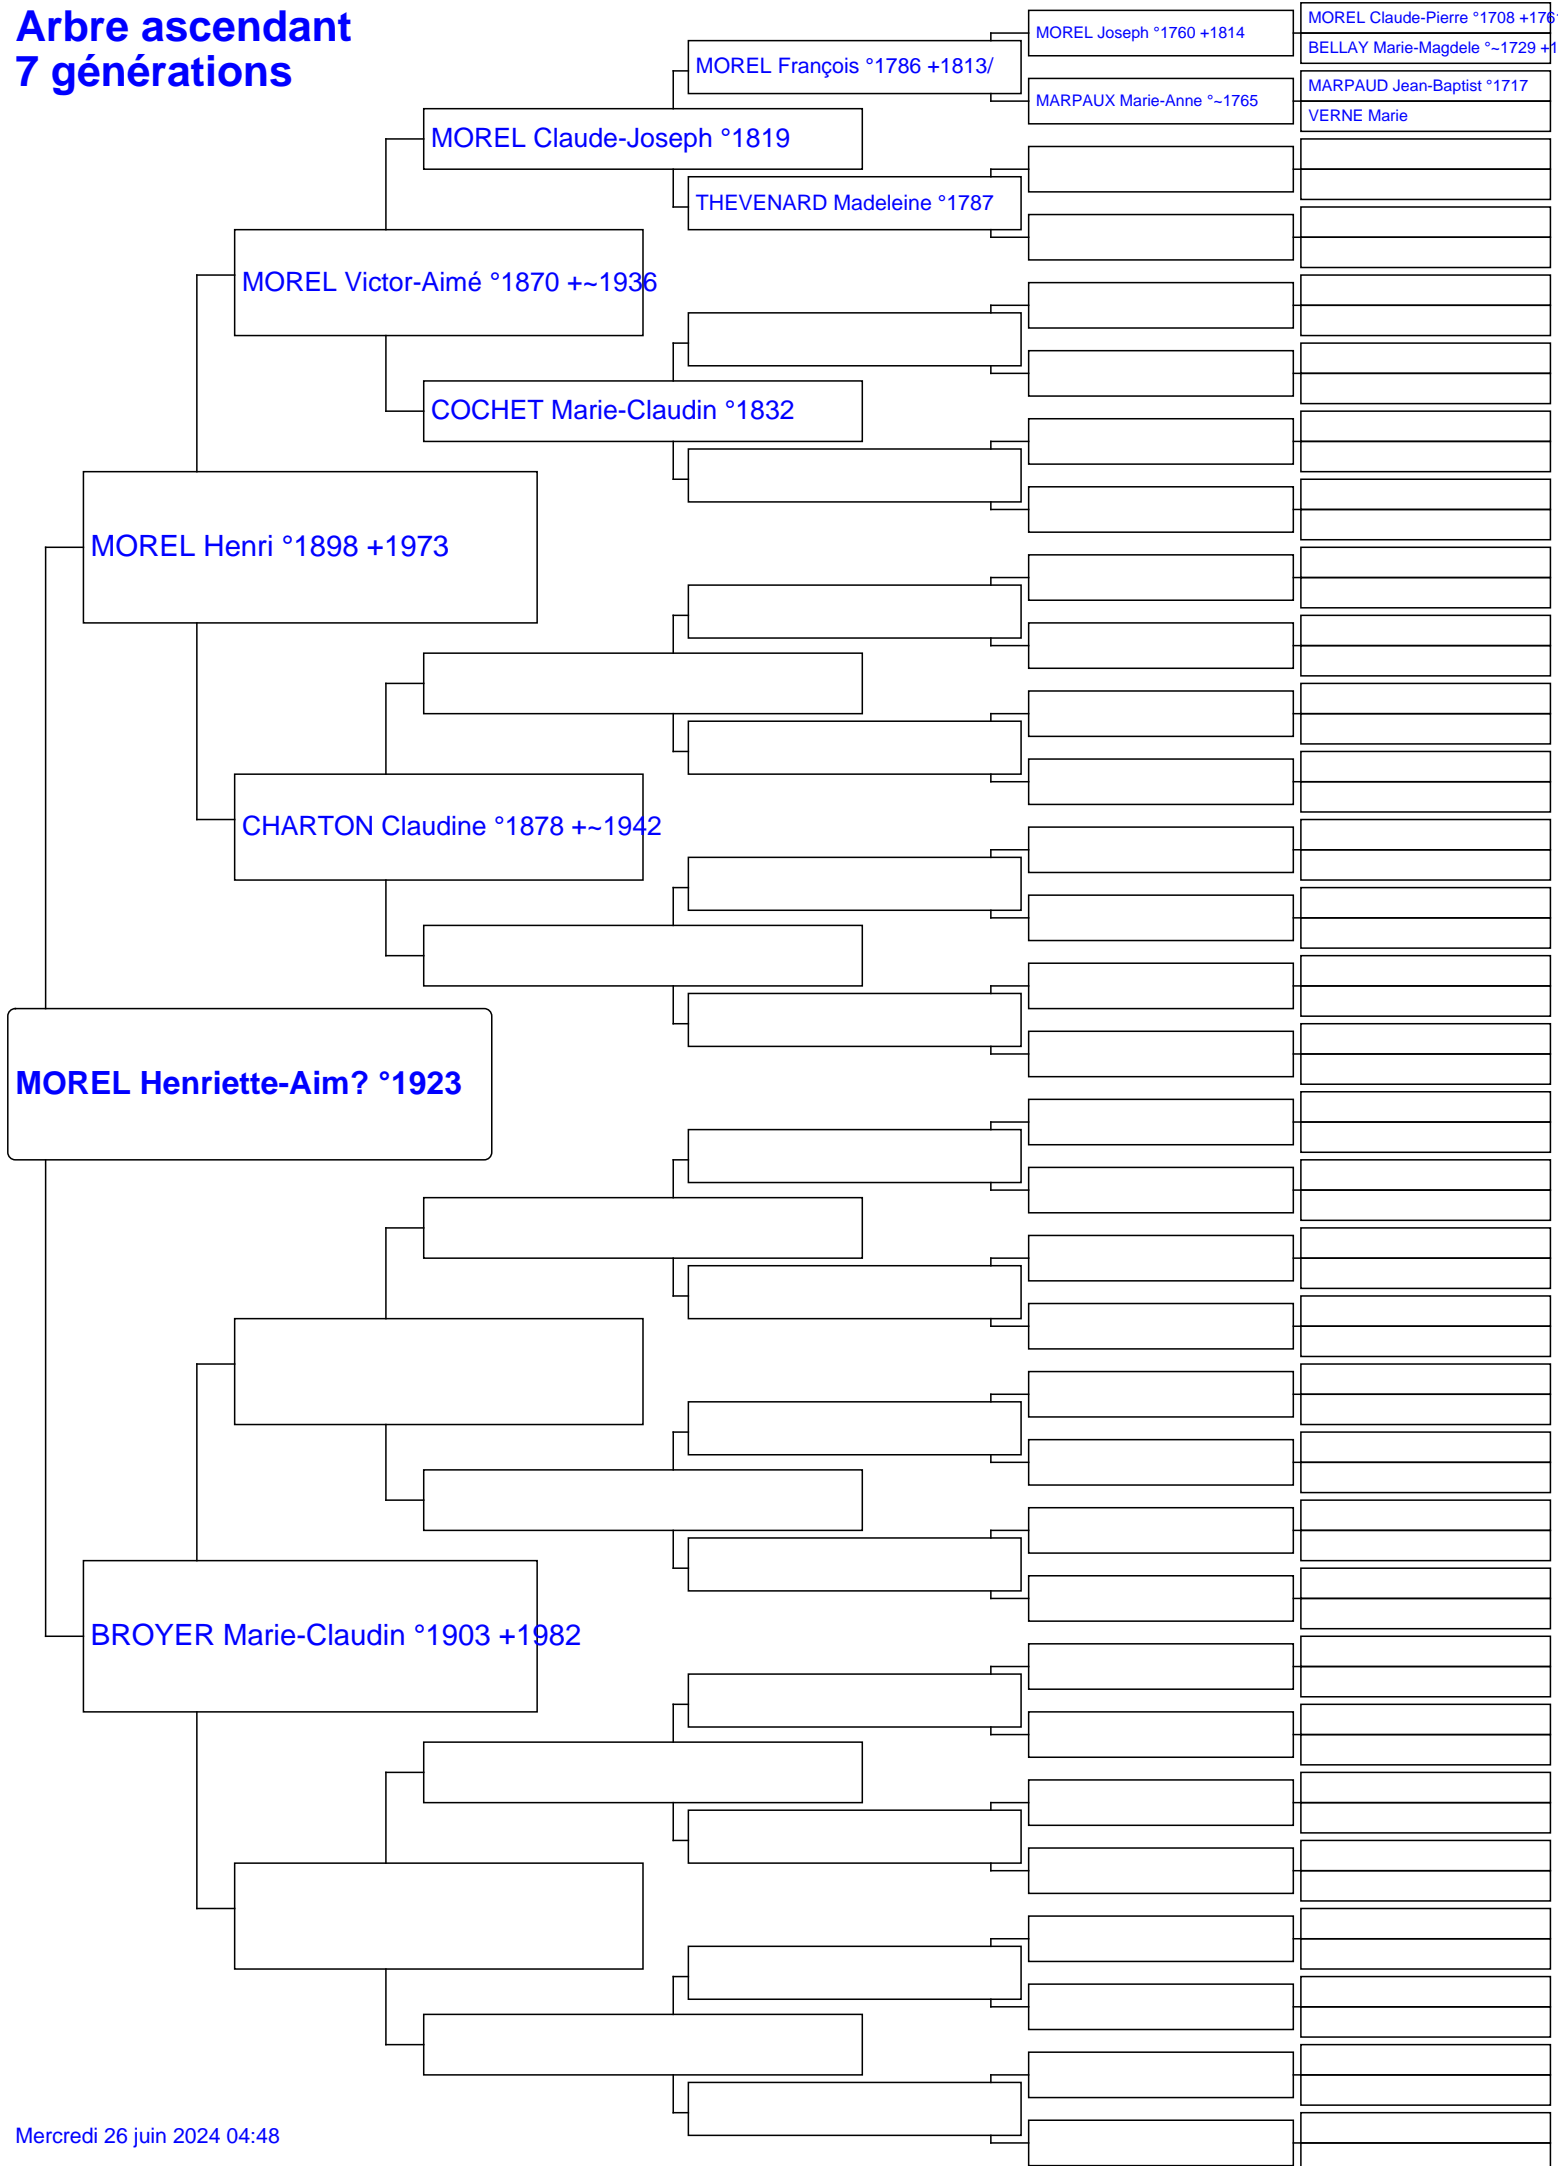 Arbre ascendant
7 générations
MOREL Joseph °1760 +1814
MOREL Claude-Pierre °1708 +176
BELLAY Marie-Magdele °~1729 +1
MOREL François °1786 +1813/
MARPAUX Marie-Anne °~1765
MARPAUD Jean-Baptist °1717
VERNE Marie
MOREL Claude-Joseph °1819
THEVENARD Madeleine °1787
MOREL Victor-Aimé °1870 +~1936
COCHET Marie-Claudin °1832
MOREL Henri °1898 +1973
CHARTON Claudine °1878 +~1942
MOREL Henriette-Aim? °1923
BROYER Marie-Claudin °1903 +1982
Mercredi 26 juin 2024 04:48